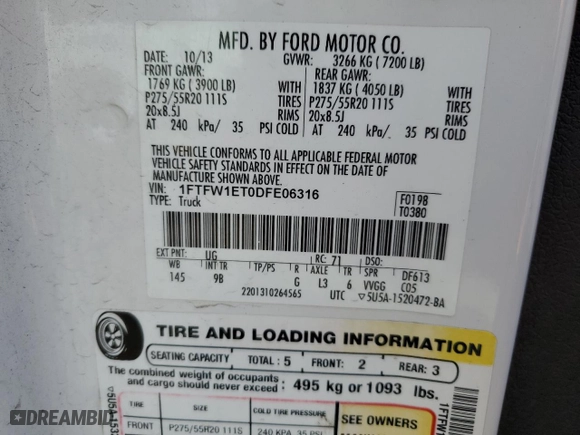 MFD. BY FORD MOTOR CO.
DATE: 10/13 GVWR: 3266 KG ( 7200 LB)
FRONT GAWR: REAR GAWR:
1769 KG ( 3900 LB) WITH 1837 KG ( 4050 LB) WITH
P275/55R20 111S TIRES P275/55R20 111S TIRES
20x8.5J RIMS 20x8.5J RIMS
AT 240 kPa/ 35 PSI COLD AT 240 kPa/ 35 PSI COLD
THIS VEHICLE CONFORMS TO ALL APPLICABLE FEDERAL MOTOR
VEHICLE SAFETY STANDARDS IN EFFECT ON THE DATE OF
MANUFACTURE SHOWN ABOVE.
VIN: 1FTFW1ET0DFE06316 F0198
TYPE: Truck T0380
EXT PNT: UG RC: 71 DSO:
WB INT TR TP/PS R AXLE TR SPR DF613
145 9B G L3 6 VVGG C05
2201310264565 UTC ▽5U5A-1520472-BA
TIRE AND LOADING INFORMATION
SEATING CAPACITY TOTAL : 5 FRONT: 2 REAR: 3
The combined weight of occupants
and cargo should never exceed : 495 kg or 1093 lbs.
TIRE SIZE COLD TIRE PRESSURE SEE OWNERS
FRONT P275/55R20 111S 240 KPA, 35 PSI
1FTFW
DREAMBID